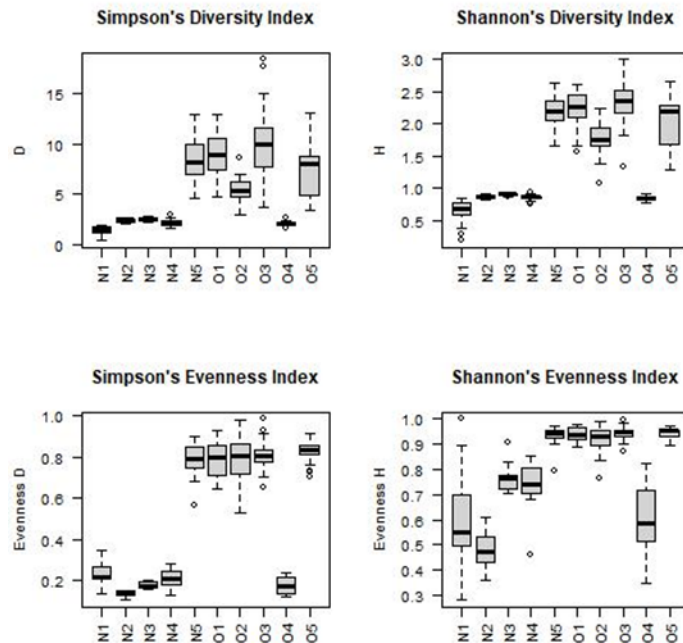 Simpson's Diversity Index
D
15
10
5
0
N1 N2 N3 N4 N5 O1 O2 O3 O4 O5
Shannon's Diversity Index
H
3.0
2.5
2.0
1.5
1.0
0.5
N1 N2 N3 N4 N5 O1 O2 O3 O4 O5
Simpson's Evenness Index
Evenness D
1.0
0.8
0.6
0.4
0.2
N1 N2 N3 N4 N5 O1 O2 O3 O4 O5
Shannon's Evenness Index
Evenness H
1.0
0.9
0.8
0.7
0.6
0.5
0.4
0.3
N1 N2 N3 N4 N5 O1 O2 O3 O4 O5